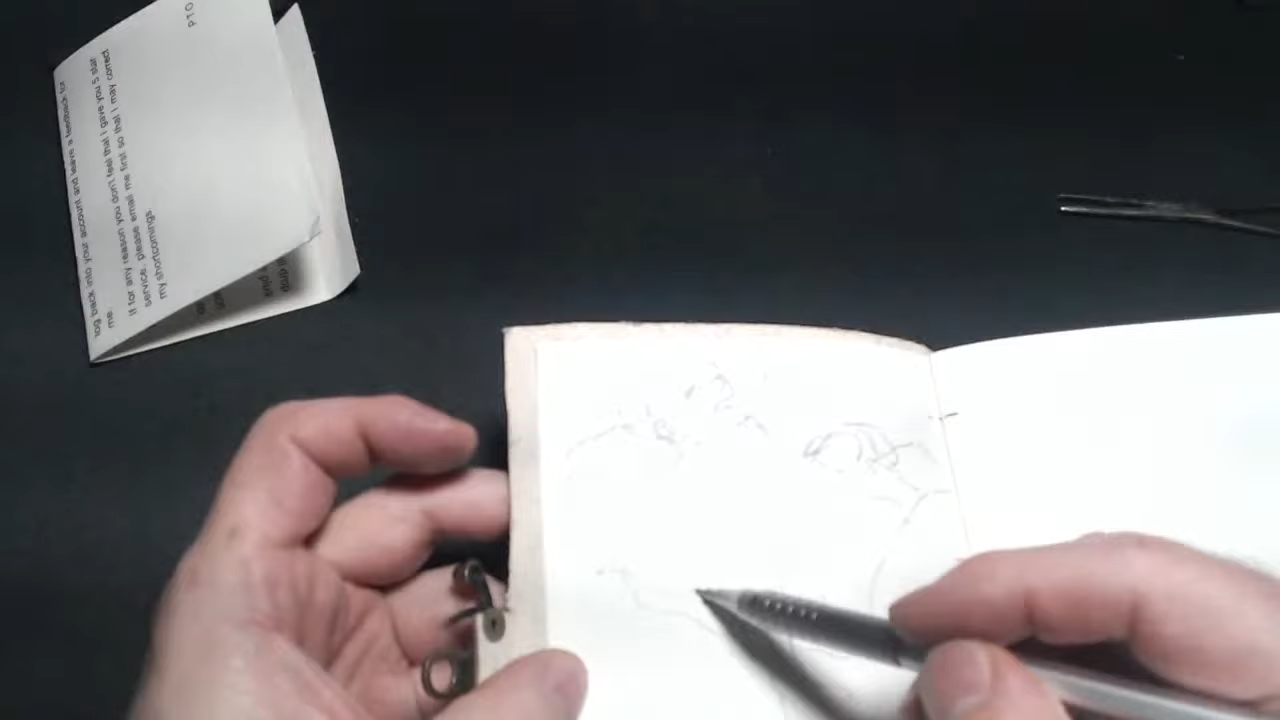 log back into your account and leave a feedback for
me
If for any reason you don't feel that I gave you 5 star
service, please email me first so that I may correct
my shortcomings.
PTO